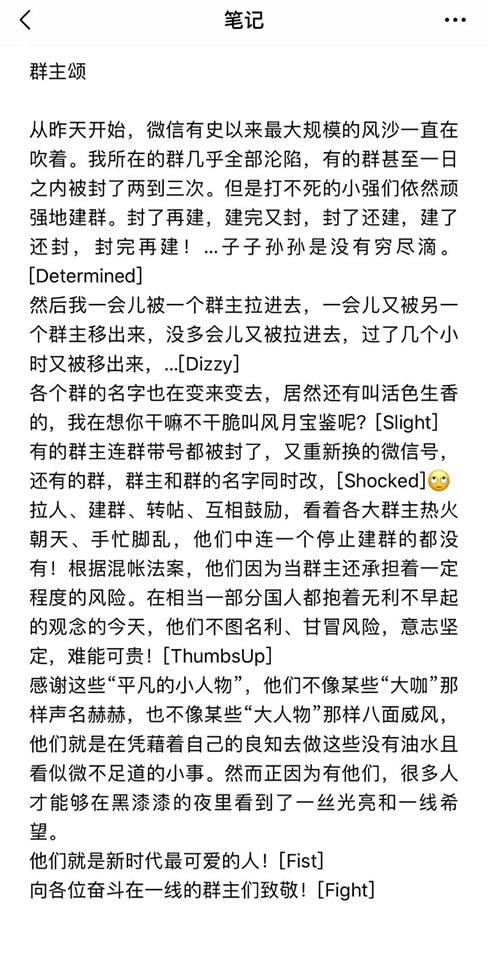 笔记
群主颂
从昨天开始，微信有史以来最大规模的风沙一直在
吹着。我所在的群几乎全部沦陷，有的群甚至一日
之内被封了两到三次。但是打不死的小强们依然顽
强地建群。封了再建，建完又封，封了还建，建了
还封，封完再建！...子子孙孙是没有穷尽滴。
[Determined]
然后我一会儿被一个群主拉进去，一会儿又被另一
个群主移出来，没多会儿又被拉进去，过了几个小
时又被移出来，...[Dizzy]
各个群的名字也在变来变去，居然还有叫活色生香
的，我在想你干嘛不干脆叫风月宝鉴呢？[Slight]
有的群主连群带号都被封了，又重新换的微信号，
还有的群，群主和群的名字同时改，[Shocked]🙄
拉人、建群、转帖、互相鼓励，看着各大群主热火
朝天、手忙脚乱，他们中连一个停止建群的都没
有！根据混帐法案，他们因为当群主还承担着一定
程度的风险。在相当一部分国人都抱着无利不早起
的观念的今天，他们不图名利、甘冒风险，意志坚
定，难能可贵！[ThumbsUp]
感谢这些“平凡的小人物”，他们不像某些“大咖”那
样声名赫赫，也不像某些“大人物”那样八面威风，
他们就是在凭藉着自己的良知去做这些没有油水且
看似微不足道的小事。然而正因为有他们，很多人
才能够在黑漆漆的夜里看到了一丝光亮和一线希
望。
他们就是新时代最可爱的人！[Fist]
向各位奋斗在一线的群主们致敬！[Fight]